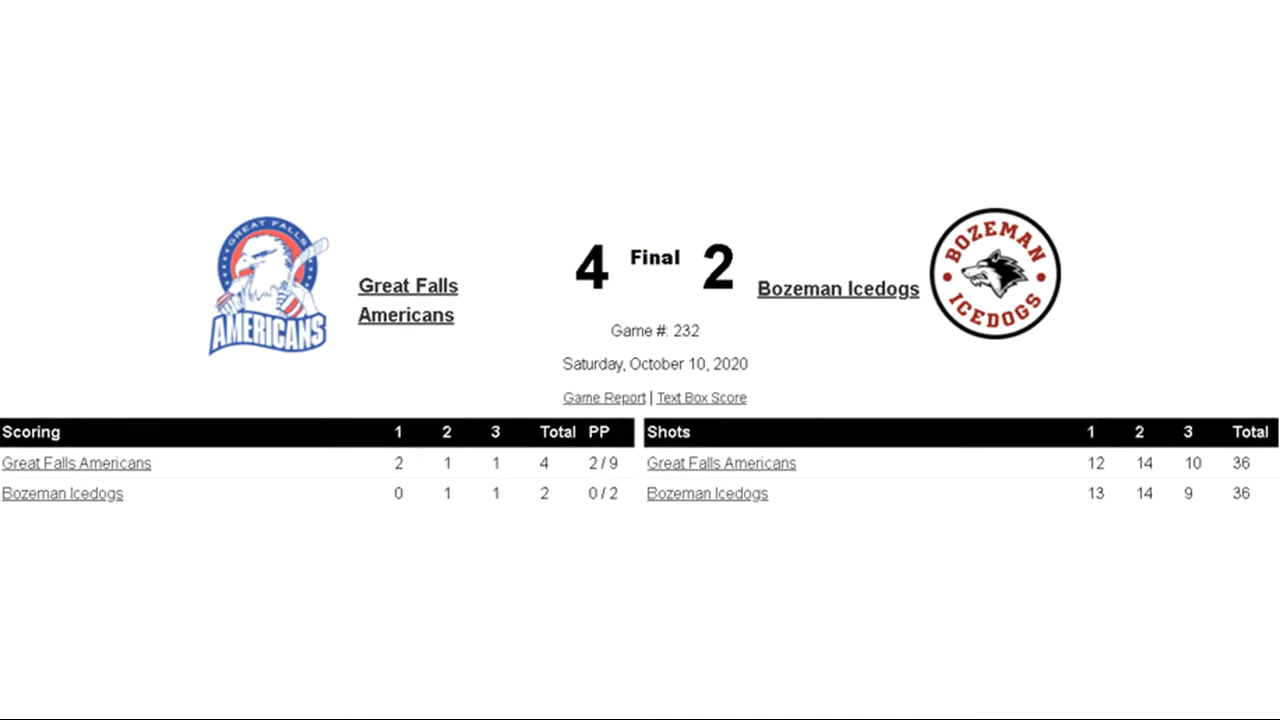 GREAT FALLS
AMERICANS
Great Falls
Americans
4 Final 2
Bozeman Icedogs
BOZEMAN
ICEDOGS
Game #: 232
Saturday, October 10, 2020
Game Report | Text Box Score
Scoring 1 2 3 Total PP
Great Falls Americans 2 1 1 4 2 / 9
Bozeman Icedogs 0 1 1 2 0 / 2
Shots 1 2 3 Total
Great Falls Americans 12 14 10 36
Bozeman Icedogs 13 14 9 36